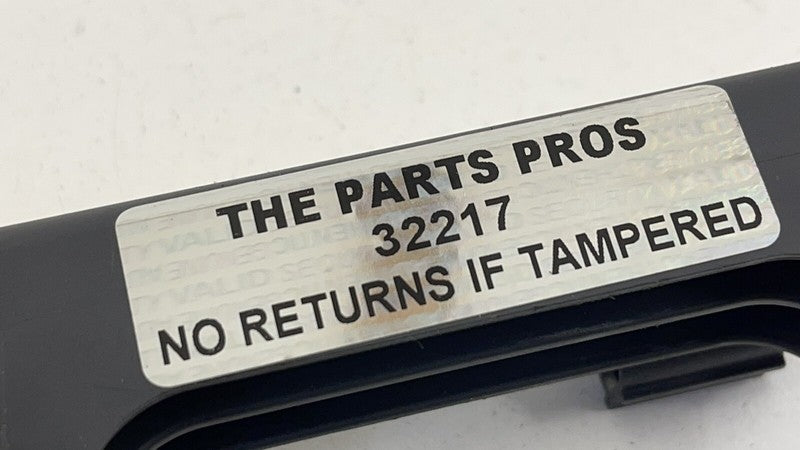 THE PARTS PROS
32217
NO RETURNS IF TAMPERED